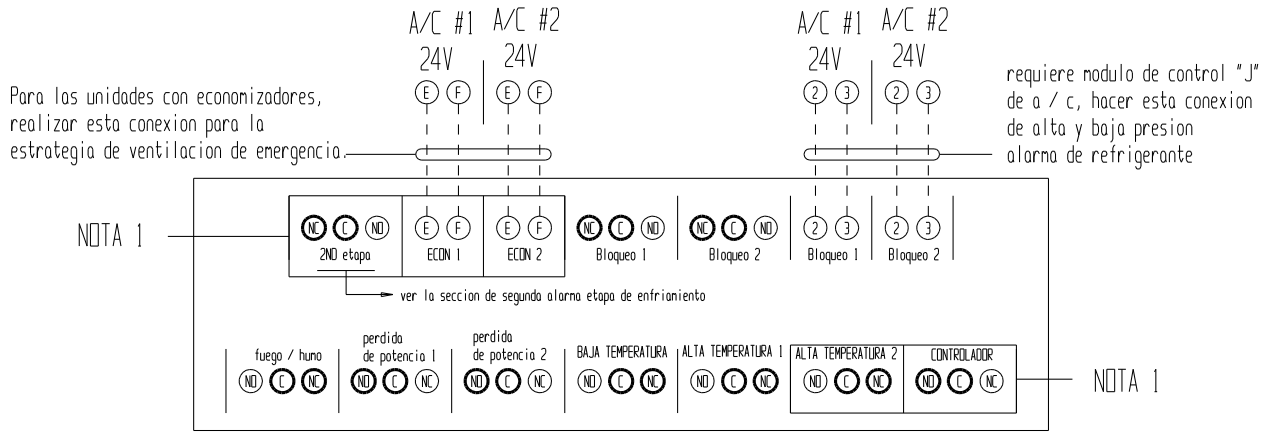 A/C #1 A/C #2 A/C #1 A/C #2
24V 24V 24V 24V
E F E F 2 3 2 3
Para las unidades con economizadores,
realizar esta conexion para la
estrategia de ventilacion de emergencia.
requiere modulo de control "J"
de a / c, hacer esta conexion
de alta y baja presion
alarma de refrigerante
NOTA 1
NC C NO E F E F NC C NO NC C NO 2 3 2 3
2NO etapa ECON 1 ECON 2 Bloqueo 1 Bloqueo 2 Bloqueo 1 Bloqueo 2
ver la seccion de segunda alarma etapa de enfriamiento
fuego / humo
perdida
de potencia 1
perdida
de potencia 2
BAJA TEMPERATURA ALTA TEMPERATURA 1 ALTA TEMPERATURA 2 CONTROLADOR
NO C NC NO C NC NO C NC NO C NC NO C NC NO C NC NO C NC
NOTA 1